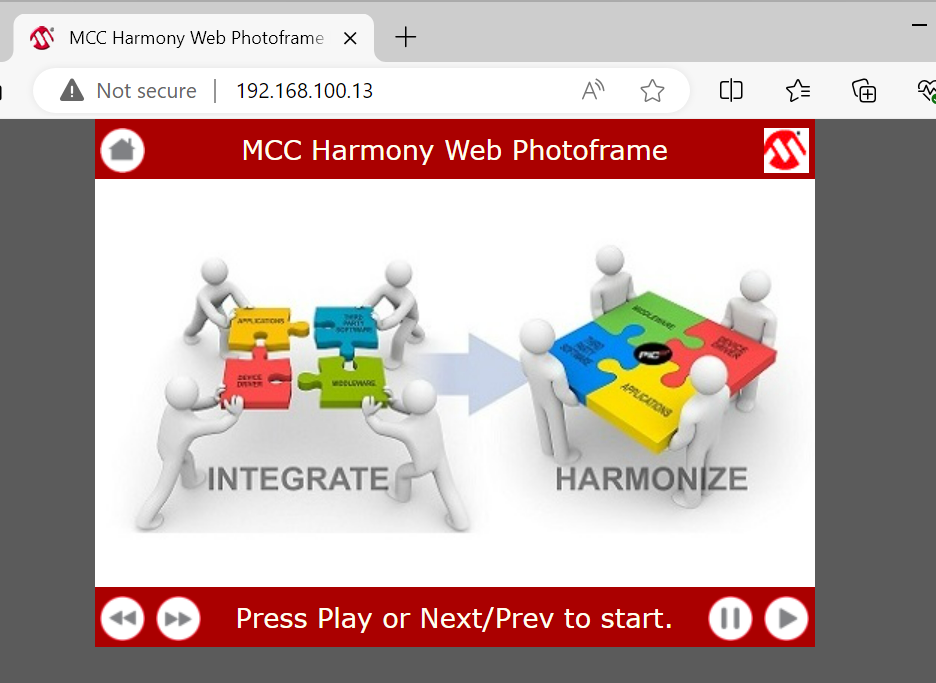 MCC Harmony Web Photoframe
Not secure
192.168.100.13
MCC Harmony Web Photoframe
APPLICATIONS
THIRD
PARTY
SOFTWARE
DEVICE
DRIVER
MIDDLEWARE
MIDDLEWARE
DEVICE
DRIVER
THIRD
PARTY
SOFTWARE
PIC
APPLICATIONS
INTEGRATE
HARMONIZE
Press Play or Next/Prev to start.